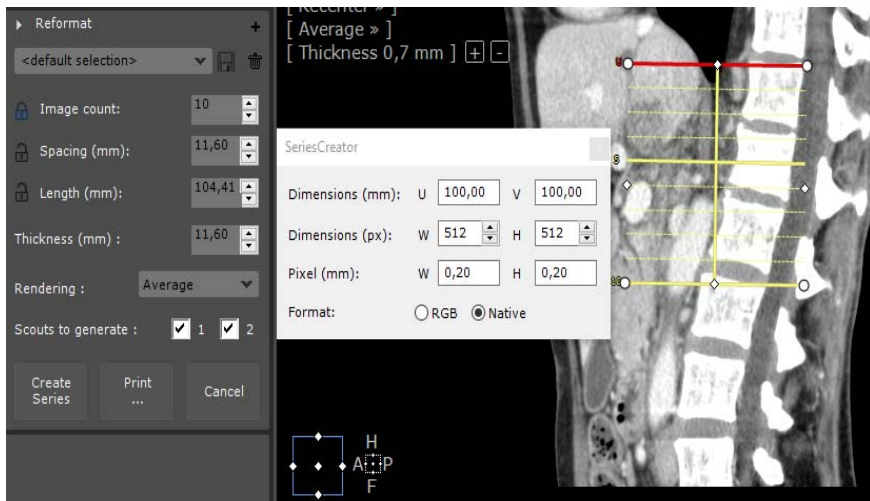 Reformat +
<default selection>
Image count: 10
Spacing (mm): 11,60
Length (mm): 104,41
Thickness (mm) : 11,60
Rendering : Average
Scouts to generate : 1 2
Create Series
Print ...
Cancel
[ Average » ]
[ Thickness 0,7 mm ] + -
SeriesCreator
Dimensions (mm): U 100,00 V 100,00
Dimensions (px): W 512 H 512
Pixel (mm): W 0,20 H 0,20
Format: RGB Native
5
10
H
A P
F